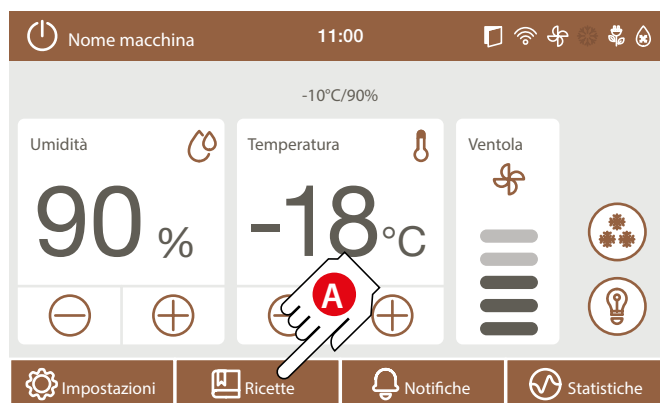 Nome macchina 11:00
-10°C/90%
Umidità Temperatura Ventola
90 % -18°C
A
Impostazioni Ricette Notifiche Statistiche